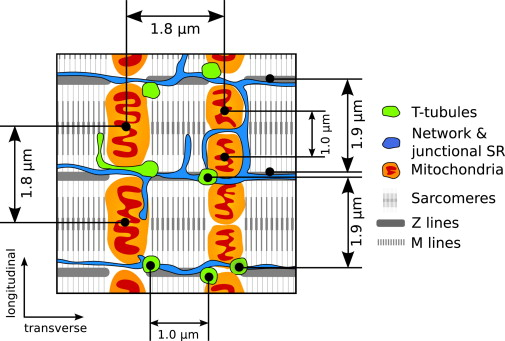 1.8 μm
1.9 μm
1.0 μm
1.8 μm
1.9 μm
1.0 μm
longitudinal
transverse
T-tubules
Network &
junctional SR
Mitochondria
Sarcomeres
Z lines
M lines